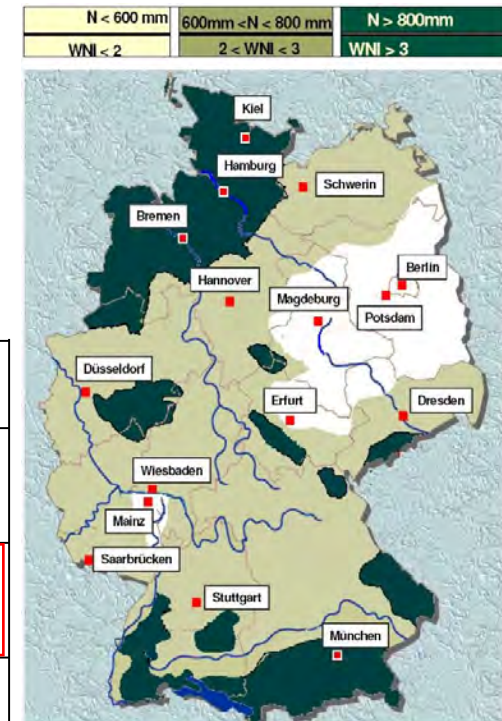 N < 600 mm 600mm <N < 800 mm N > 800mm
WNI < 2 2 < WNI < 3 WNI > 3
Kiel
Hamburg
Schwerin
Bremen
Berlin
Hannover
Magdeburg
Potsdam
Düsseldorf
Erfurt
Dresden
Wiesbaden
Mainz
Saarbrücken
Stuttgart
München